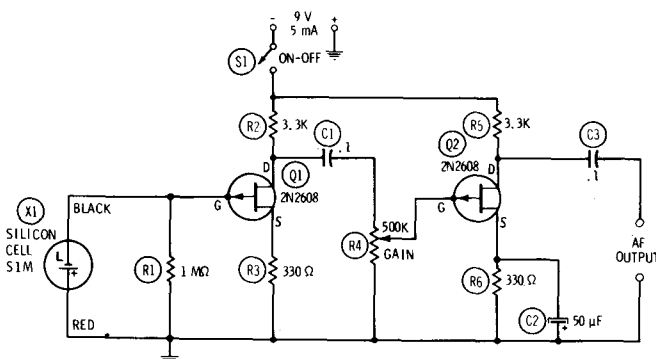 - 9 V +
5 mA
S1 ON-OFF
R2 3.3K
C1
.1
R5 3.3K
Q2
2N2608
C3
.1
D
Q1
2N2608
G
S
D
G
S
X1
SILICON
CELL
S1M
BLACK
L
+
RED
R1 1 MΩ
R3 330 Ω
500K
R4
GAIN
R6 330 Ω
C2 50 µF
+
AF
OUTPUT